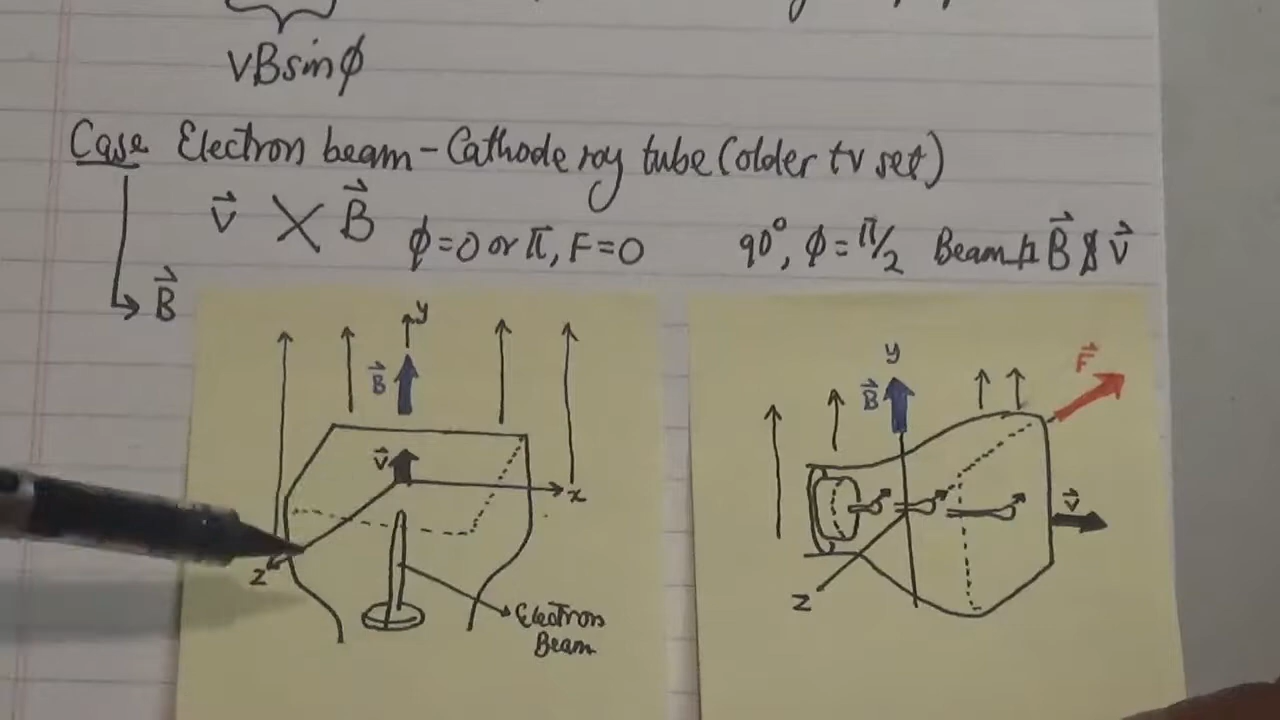 vBsinϕ
Case Electron beam-Cathode ray tube (older tv set)
v⃗ X B⃗ ϕ=0 or π, F=0
90°, ϕ=π/2 Beam B⃗ v⃗
B⃗
y
B⃗
v⃗
x
z
Electron
Beam
y
B⃗
F⃗
v⃗
z